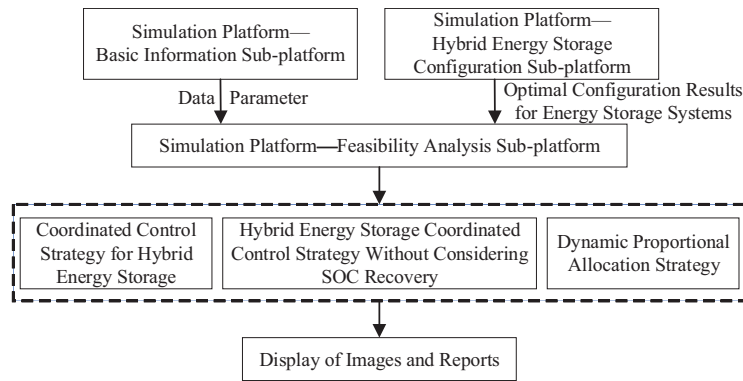 Simulation Platform—
Basic Information Sub-platform
Simulation Platform—
Hybrid Energy Storage
Configuration Sub-platform
Data
Parameter
Optimal Configuration Results
for Energy Storage Systems
Simulation Platform—Feasibility Analysis Sub-platform
Coordinated Control
Strategy for Hybrid
Energy Storage
Hybrid Energy Storage Coordinated
Control Strategy Without Considering
SOC Recovery
Dynamic Proportional
Allocation Strategy
Display of Images and Reports